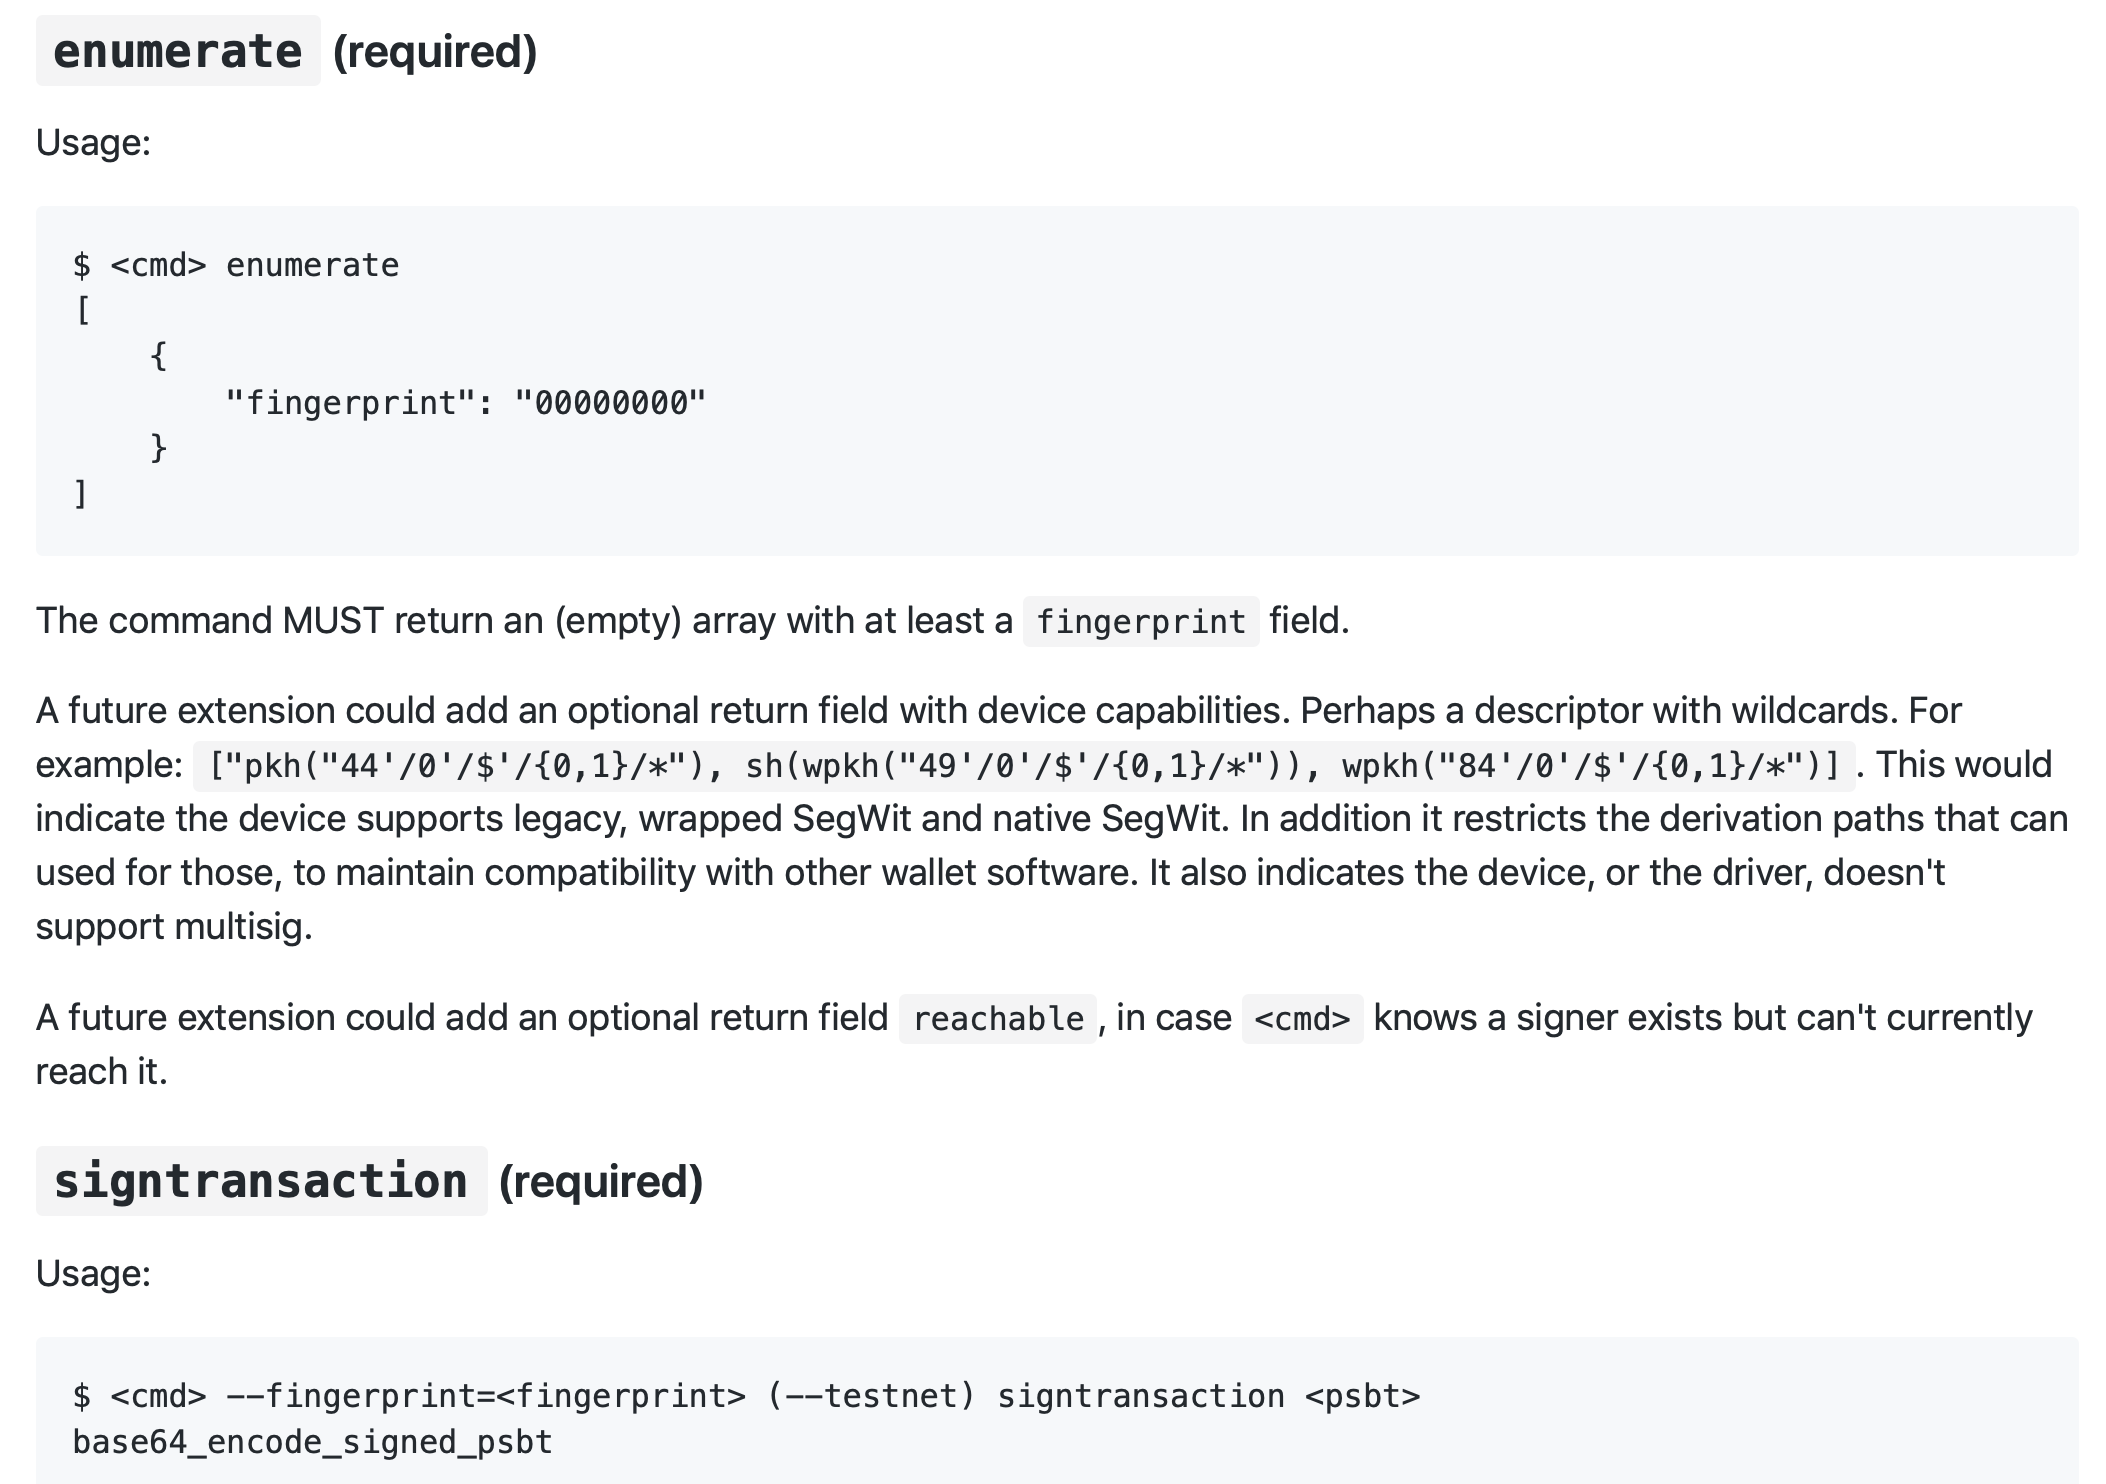 enumerate (required)
Usage:
$ <cmd> enumerate
[
    {
        "fingerprint": "00000000"
    }
]
The command MUST return an (empty) array with at least a fingerprint field.
A future extension could add an optional return field with device capabilities. Perhaps a descriptor with wildcards. For
example: ["pkh("44'/0'/$'/{0,1}/*"), sh(wpkh("49'/0'/$'/{0,1}/*")), wpkh("84'/0'/$'/{0,1}/*")]. This would
indicate the device supports legacy, wrapped SegWit and native SegWit. In addition it restricts the derivation paths that can
used for those, to maintain compatibility with other wallet software. It also indicates the device, or the driver, doesn't
support multisig.
A future extension could add an optional return field reachable, in case <cmd> knows a signer exists but can't currently
reach it.
signtransaction (required)
Usage:
$ <cmd> --fingerprint=<fingerprint> (--testnet) signtransaction <psbt>
base64_encode_signed_psbt